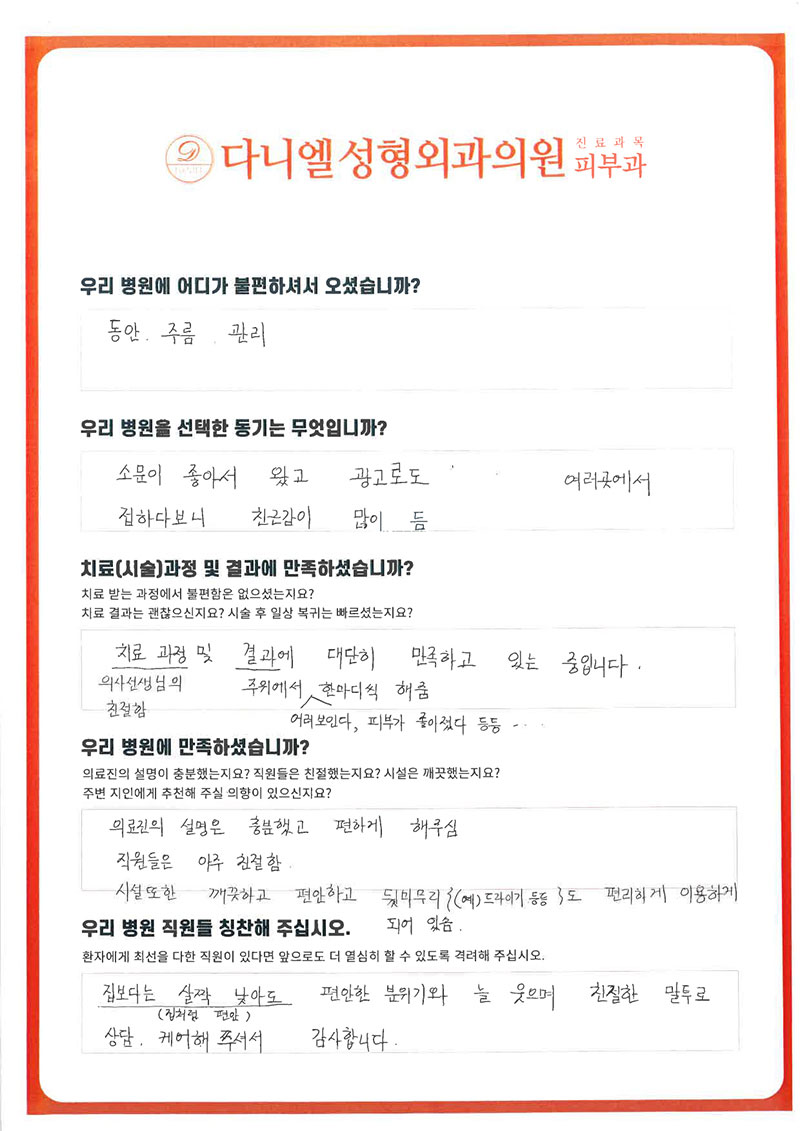 다니엘성형외과의원 진료과목 피부과
우리 병원에 어디가 불편하셔서 오셨습니까?
동안. 주름. 관리
우리 병원을 선택한 동기는 무엇입니까?
소문이 좋아서 왔고 광고로도 여러곳에서
접하다보니 친근감이 많이 듬
치료(시술)과정 및 결과에 만족하셨습니까?
치료 받는 과정에서 불편함은 없으셨는지요?
치료 결과는 괜찮으신지요? 시술 후 일상 복귀는 빠르셨는지요?
치료 과정 및 결과에 대단히 만족하고 있는 중입니다.
의사선생님의 주위에서 한마디씩 해줌
친절함
어려보인다, 피부가 좋아졌다 등등 ....
우리 병원에 만족하셨습니까?
의료진의 설명이 충분했는지요? 직원들은 친절했는지요? 시설은 깨끗했는지요?
주변 지인에게 추천해 주실 의향이 있으신지요?
의료진의 설명은 충분했고 편하게 해주심
직원들은 아주 친절함.
시설또한 깨끗하고 편안하고 뒷마무리{(예)드라이기 등등}도 편리하게 이용하게
되어 있슴.
우리 병원 직원들 칭찬해 주십시오.
환자에게 최선을 다한 직원이 있다면 앞으로도 더 열심히 할 수 있도록 격려해 주십시오.
집보다는 살짝 낮아도 편안한 분위기와 늘 웃으며 친절한 말투로
(집처럼 편안)
상담. 케어해 주셔서 감사합니다.